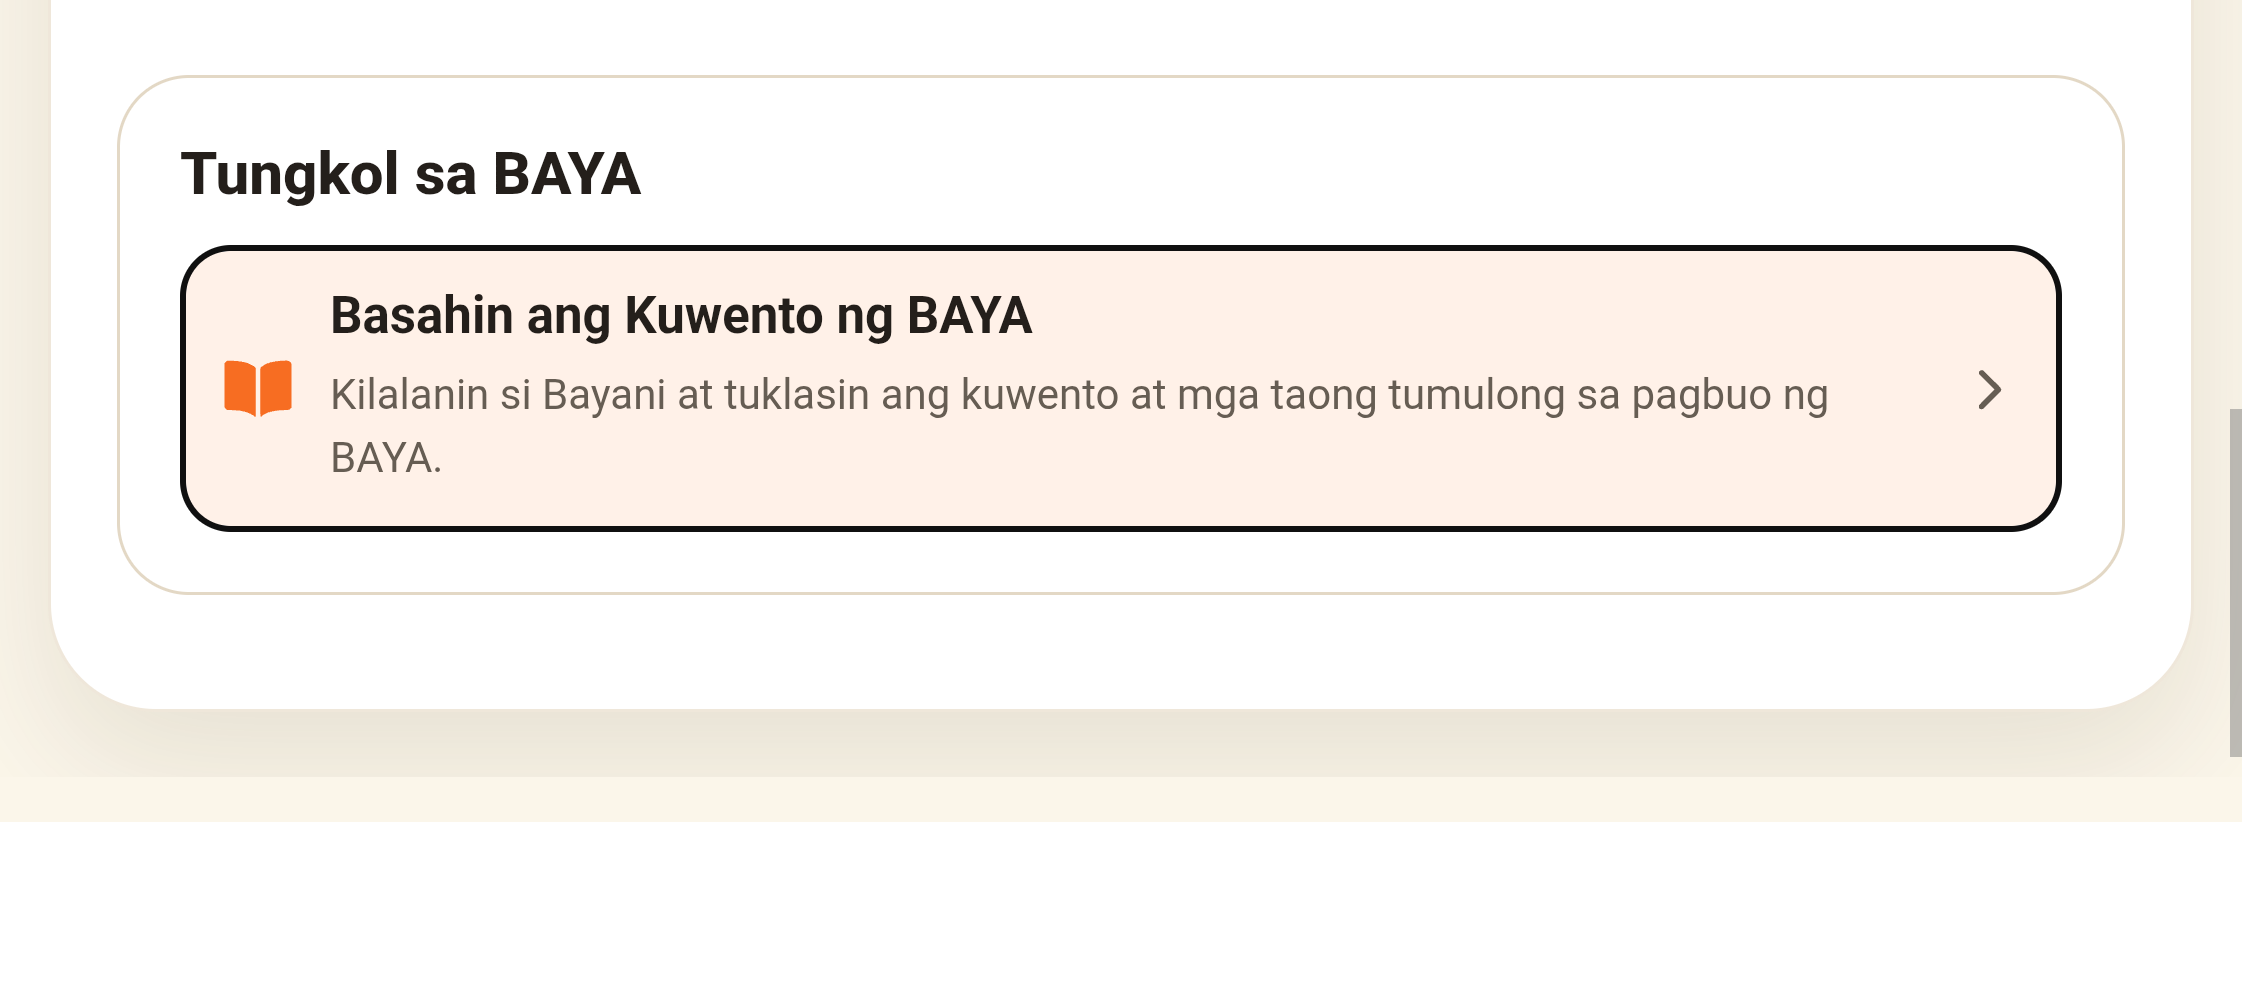 Tungkol sa BAYA
Basahin ang Kuwento ng BAYA
Kilalanin si Bayani at tuklasin ang kuwento at mga taong tumulong sa pagbuo ng
BAYA.